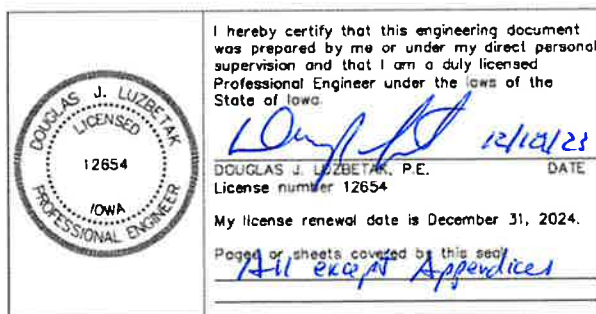 DOUGLAS J. LUZBETAK
LICENSED
12654
IOWA
PROFESSIONAL ENGINEER
I hereby certify that this engineering document
was prepared by me or under my direct personal
supervision and that I am a duly licensed
Professional Engineer under the laws of the
State of Iowa.
DOUGLAS J. LUZBETAK, P.E. DATE
License number 12654
My license renewal date is December 31, 2024.
Pages or sheets covered by this seal
All except Appendices